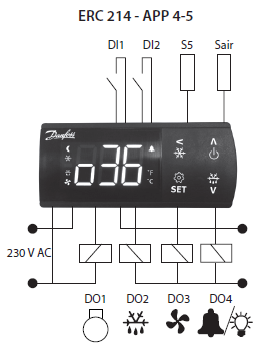 ERC 214 - APP 4-5
DI1 DI2 S5 Sair
Danfoss
o36
°F
°C
SET
230 V AC
DO1 DO2 DO3 DO4